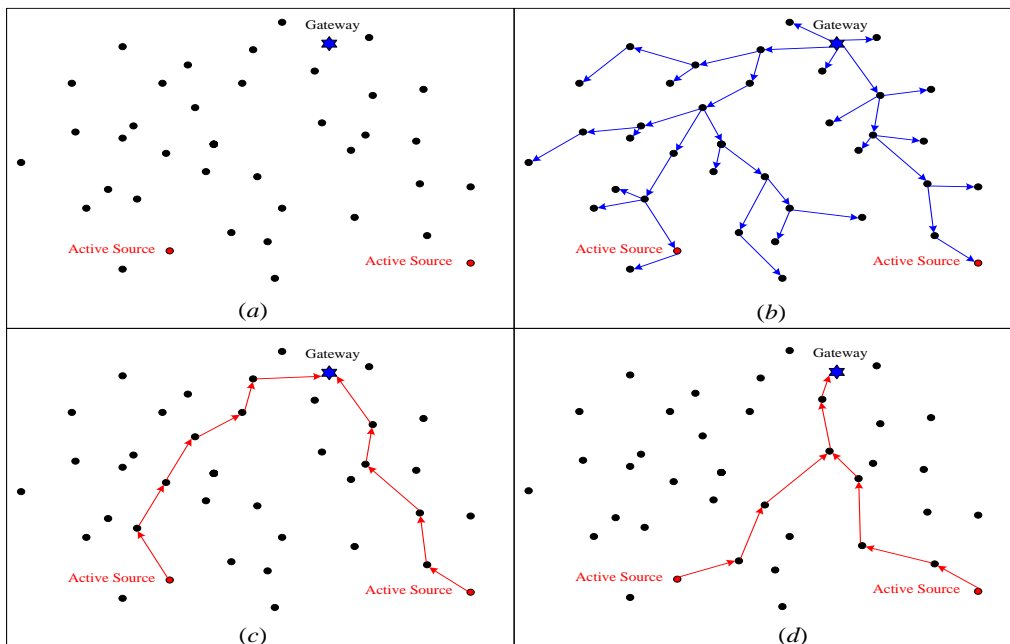 Gateway
Active Source
Active Source
(a)
Gateway
Active Source
Active Source
(b)
Gateway
Active Source
Active Source
(c)
Gateway
Active Source
Active Source
(d)